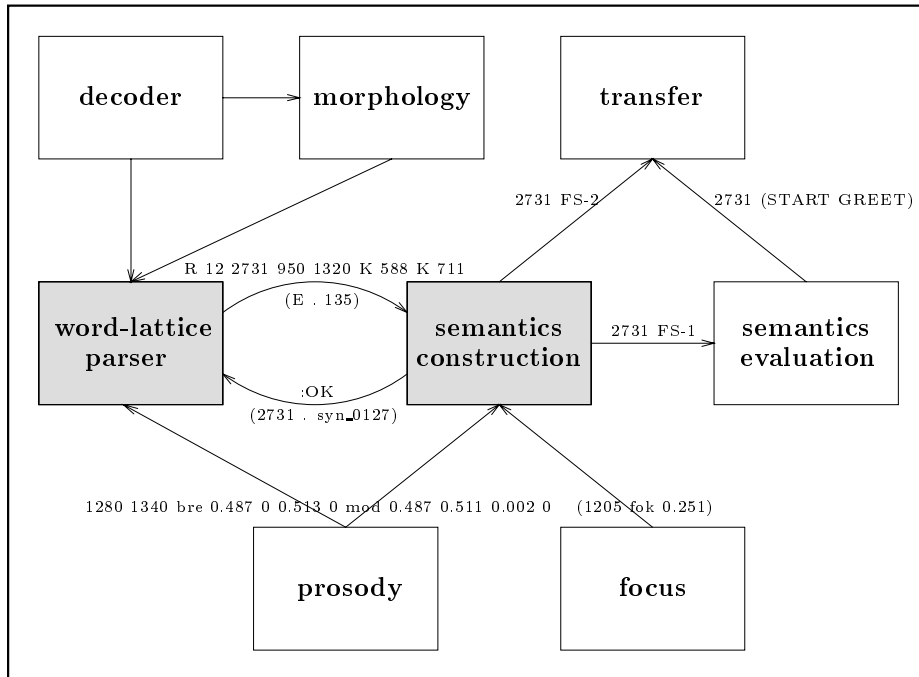 decoder
morphology
transfer
2731 FS-2
2731 (START GREET)
R 12 2731 950 1320 K 588 K 711
(E . 135)
word-lattice
parser
semantics
construction
2731 FS-1
semantics
evaluation
:OK
(2731 . syn_0127)
1280 1340 bre 0.487 0 0.513 0 mod 0.487 0.511 0.002 0
(1205 fok 0.251)
prosody
focus